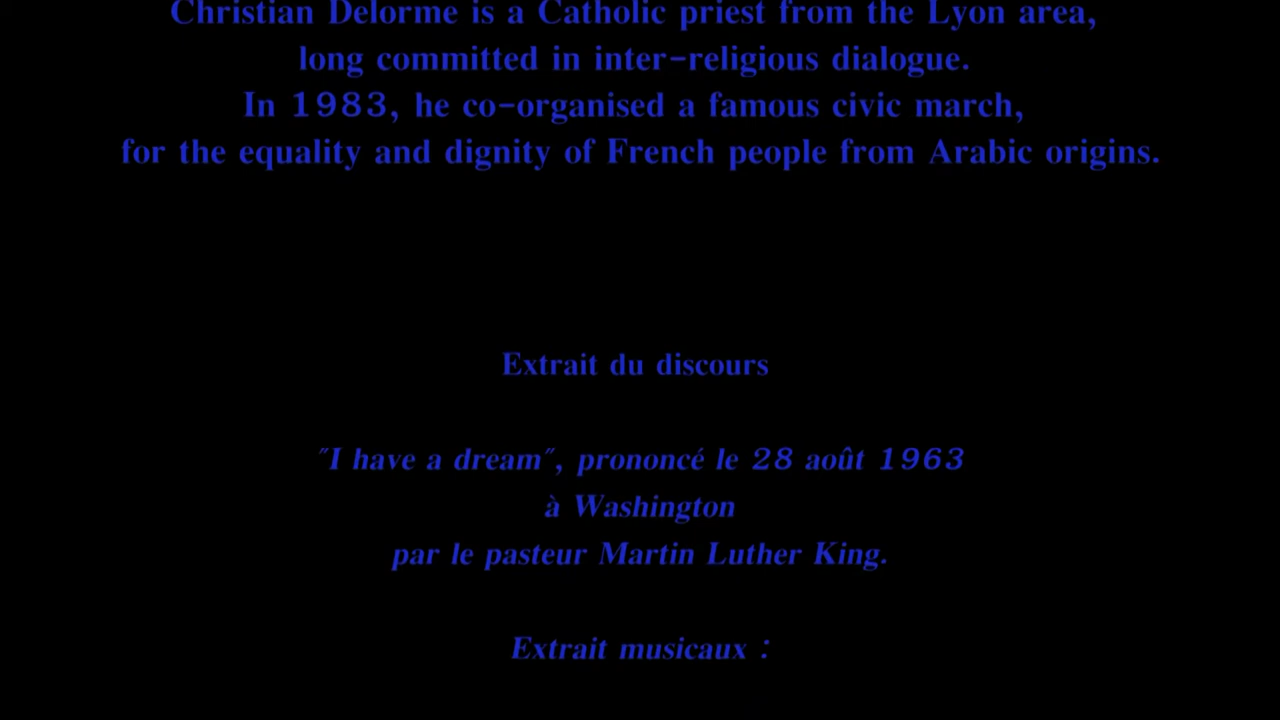 Christian Delorme is a Catholic priest from the Lyon area,
long committed in inter-religious dialogue.
In 1983, he co-organised a famous civic march,
for the equality and dignity of French people from Arabic origins.
Extrait du discours
"I have a dream", prononcé le 28 août 1963
à Washington
par le pasteur Martin Luther King.
Extrait musicaux :